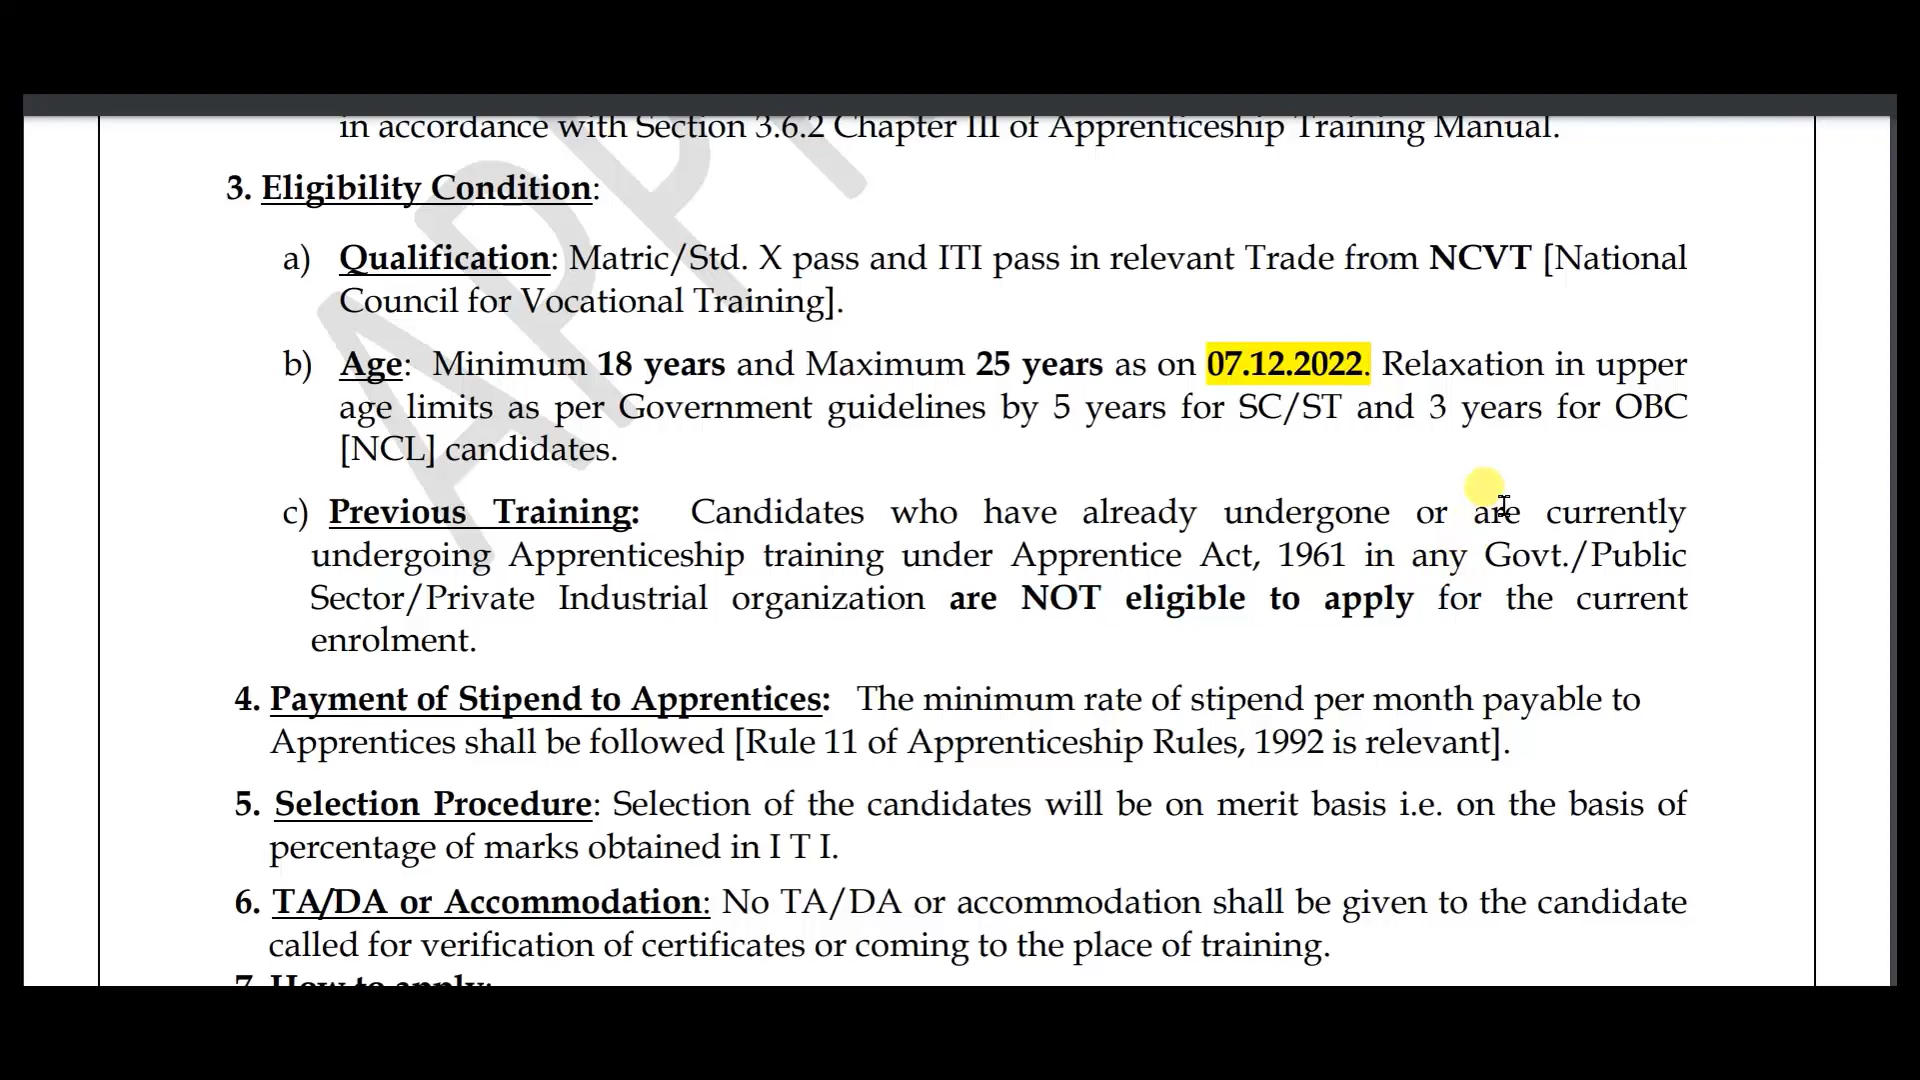 in accordance with Section 3.6.2 Chapter III of Apprenticeship Training Manual.
3. Eligibility Condition:
a) Qualification: Matric/Std. X pass and ITI pass in relevant Trade from NCVT [National
Council for Vocational Training].
b) Age: Minimum 18 years and Maximum 25 years as on 07.12.2022. Relaxation in upper
age limits as per Government guidelines by 5 years for SC/ST and 3 years for OBC
[NCL] candidates.
c) Previous Training: Candidates who have already undergone or are currently
undergoing Apprenticeship training under Apprentice Act, 1961 in any Govt./Public
Sector/Private Industrial organization are NOT eligible to apply for the current
enrolment.
4. Payment of Stipend to Apprentices: The minimum rate of stipend per month payable to
Apprentices shall be followed [Rule 11 of Apprenticeship Rules, 1992 is relevant].
5. Selection Procedure: Selection of the candidates will be on merit basis i.e. on the basis of
percentage of marks obtained in I T I.
6. TA/DA or Accommodation: No TA/DA or accommodation shall be given to the candidate
called for verification of certificates or coming to the place of training.
7. How to apply: